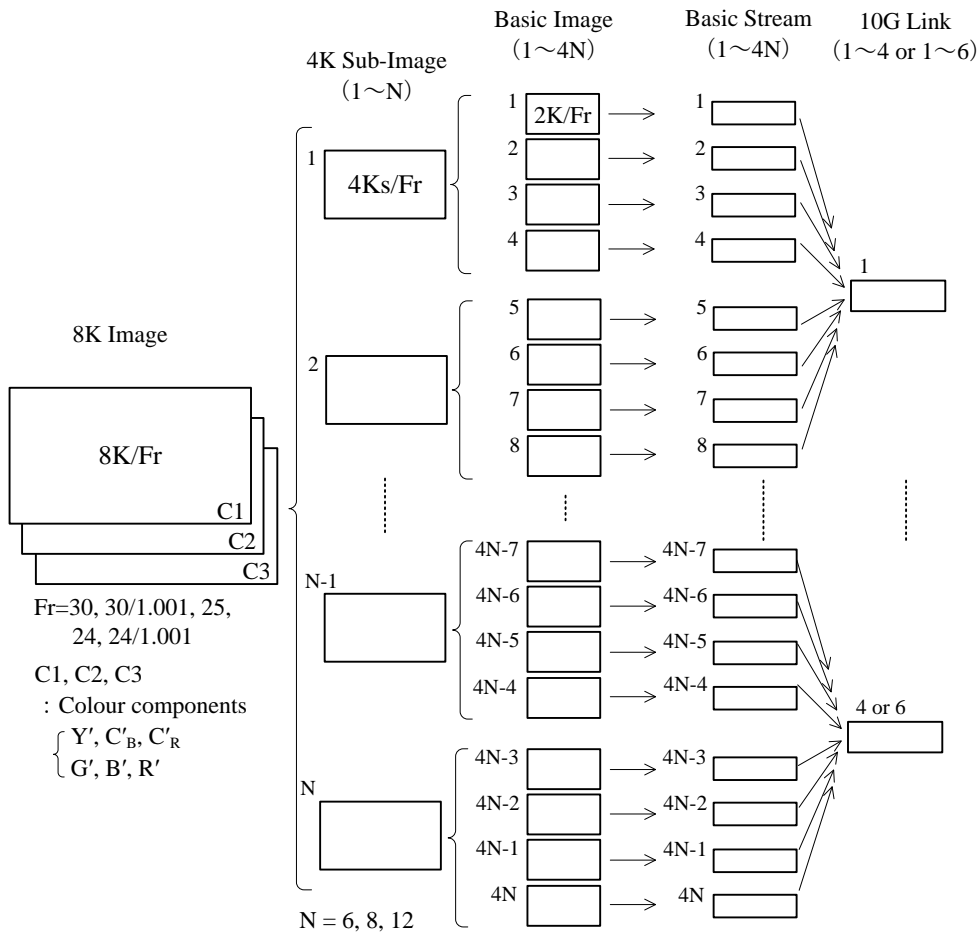 Basic Image
(1～4N)
Basic Stream
(1～4N)
10G Link
(1～4 or 1～6)
4K Sub-Image
(1～N)
1
4Ks/Fr
1
2K/Fr
2
3
4
1
2
3
4
1
8K Image
8K/Fr
C1
C2
C3
2
5
6
7
8
5
6
7
8
Fr=30, 30/1.001, 25,
24, 24/1.001
C1, C2, C3
: Colour components
Y′, C′B, C′R
G′, B′, R′
N-1
4N-7
4N-6
4N-5
4N-4
4N-7
4N-6
4N-5
4N-4
4 or 6
N
4N-3
4N-2
4N-1
4N
4N-3
4N-2
4N-1
4N
N = 6, 8, 12